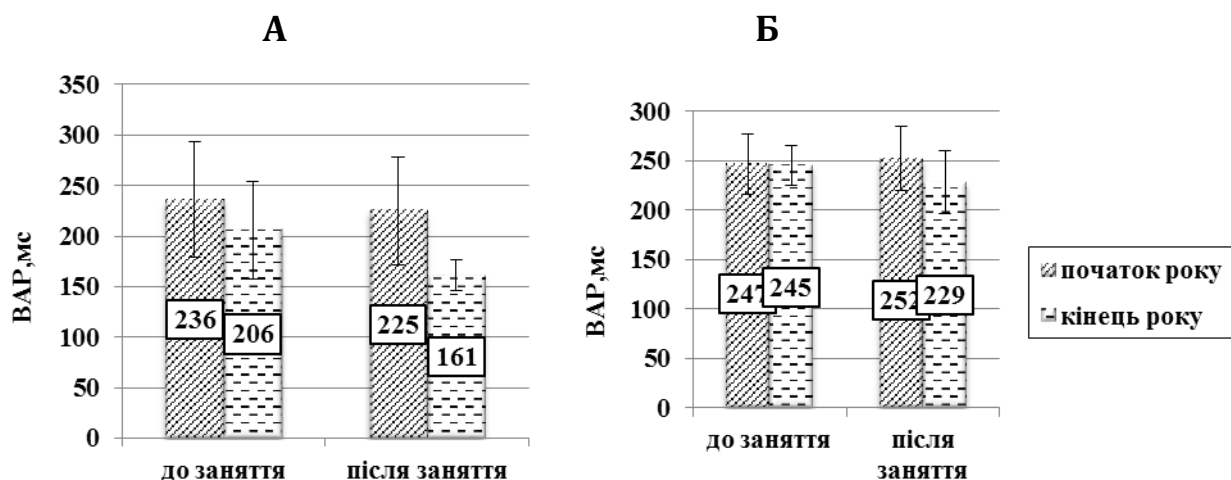 А
350
300
250
200
150
100
50
0
ВАР,мс
236
206
225
161
до заняття
після заняття
Б
300
250
200
150
100
50
0
ВАР,мс
247
245
252
229
до заняття
після
заняття
початок року
кінець року